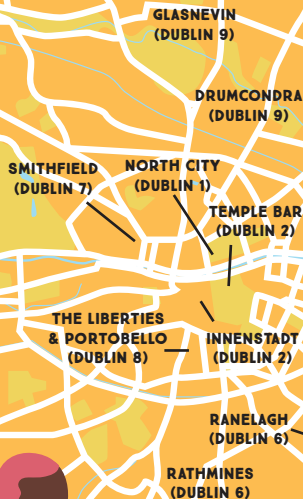 GLASNEVIN
(DUBLIN 9)
DRUMCONDRA
(DUBLIN 9)
SMITHFIELD
(DUBLIN 7)
NORTH CITY
(DUBLIN 1)
TEMPLE BAR
(DUBLIN 2)
THE LIBERTIES
& PORTOBELLO
(DUBLIN 8)
INNENSTADT
(DUBLIN 2)
RANELAGH
(DUBLIN 6)
RATHMINES
(DUBLIN 6)